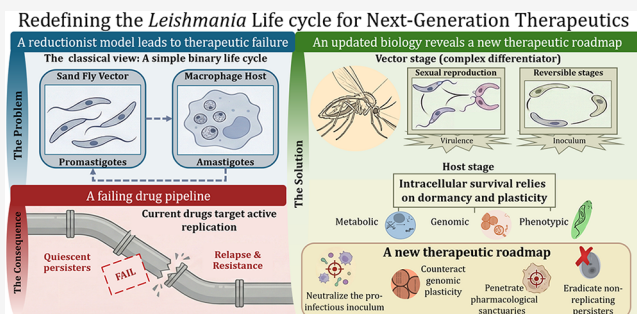 Redefining the Leishmania Life cycle for Next-Generation Therapeutics
A reductionist model leads to therapeutic failure
The Problem
The classical view: A simple binary life cycle
Sand Fly Vector
Macrophage Host
Promastigotes
Amastigotes
A failing drug pipeline
The Consequence
Current drugs target active
replication
Quiescent
persisters
FAIL
Relapse &
Resistance
An updated biology reveals a new therapeutic roadmap
The Solution
Vector stage (complex differentiator)
Sexual reproduction
Reversible stages
Virulence
Inoculum
Host stage
Intracellular survival relies
on dormancy and plasticity
Metabolic
Genomic
Phenotypic
A new therapeutic roadmap
Neutralize the pro-
infectious inoculum
Counteract
genomic
plasticity
Penetrate
pharmacological
sanctuaries
Eradicate non-
replicating
persisters